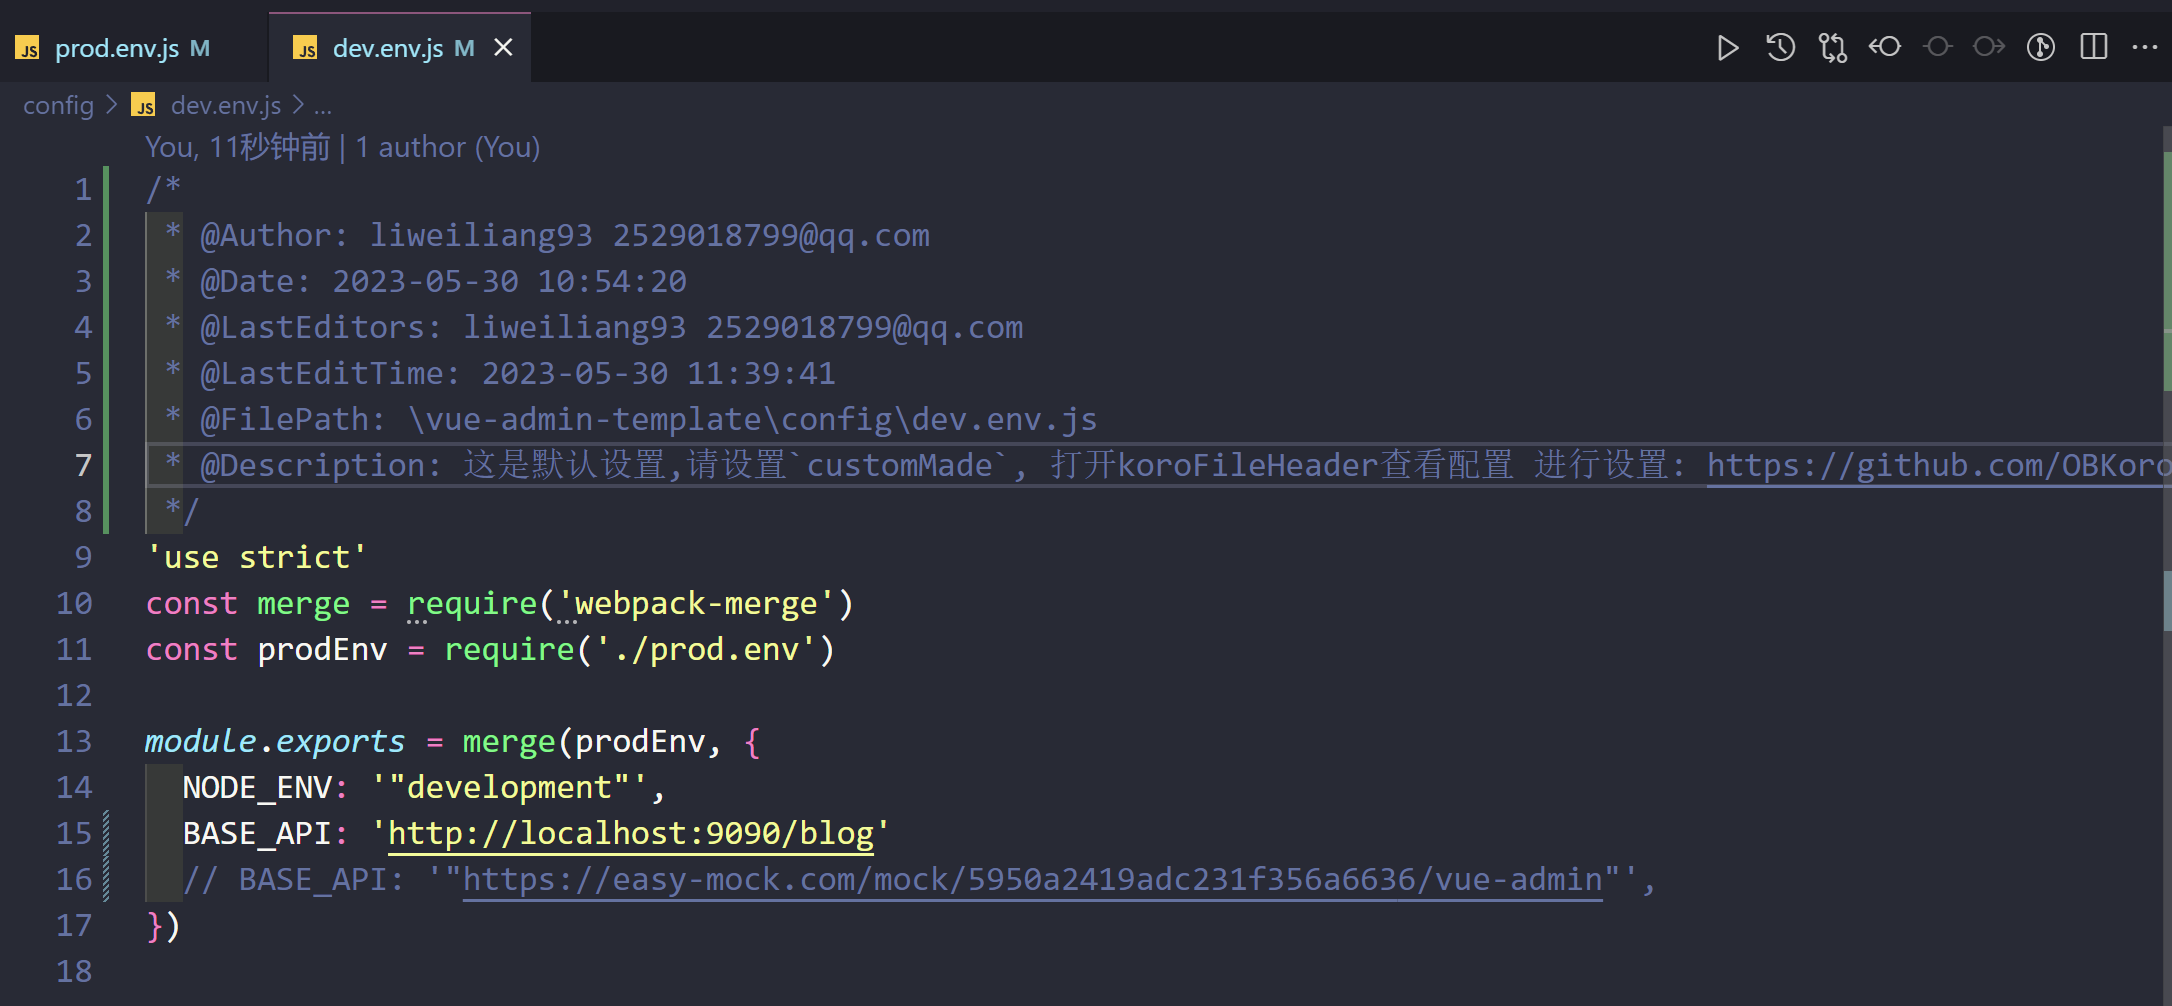 JS prod.env.js M JS dev.env.js M
config > JS dev.env.js > ...
You, 11秒钟前 | 1 author (You)
1 /*
2 * @Author: liweiliang93 2529018799@qq.com
3 * @Date: 2023-05-30 10:54:20
4 * @LastEditors: liweiliang93 2529018799@qq.com
5 * @LastEditTime: 2023-05-30 11:39:41
6 * @FilePath: \vue-admin-template\config\dev.env.js
7 * @Description: 这是默认设置,请设置`customMade`, 打开koroFileHeader查看配置 进行设置: https://github.com/OBKoro
8 */
9 'use strict'
10 const merge = require('webpack-merge')
11 const prodEnv = require('./prod.env')
12
13 module.exports = merge(prodEnv, {
14 NODE_ENV: '"development"',
15 BASE_API: 'http://localhost:9090/blog'
16 // BASE_API: '"https://easy-mock.com/mock/5950a2419adc231f356a6636/vue-admin"',
17 })
18